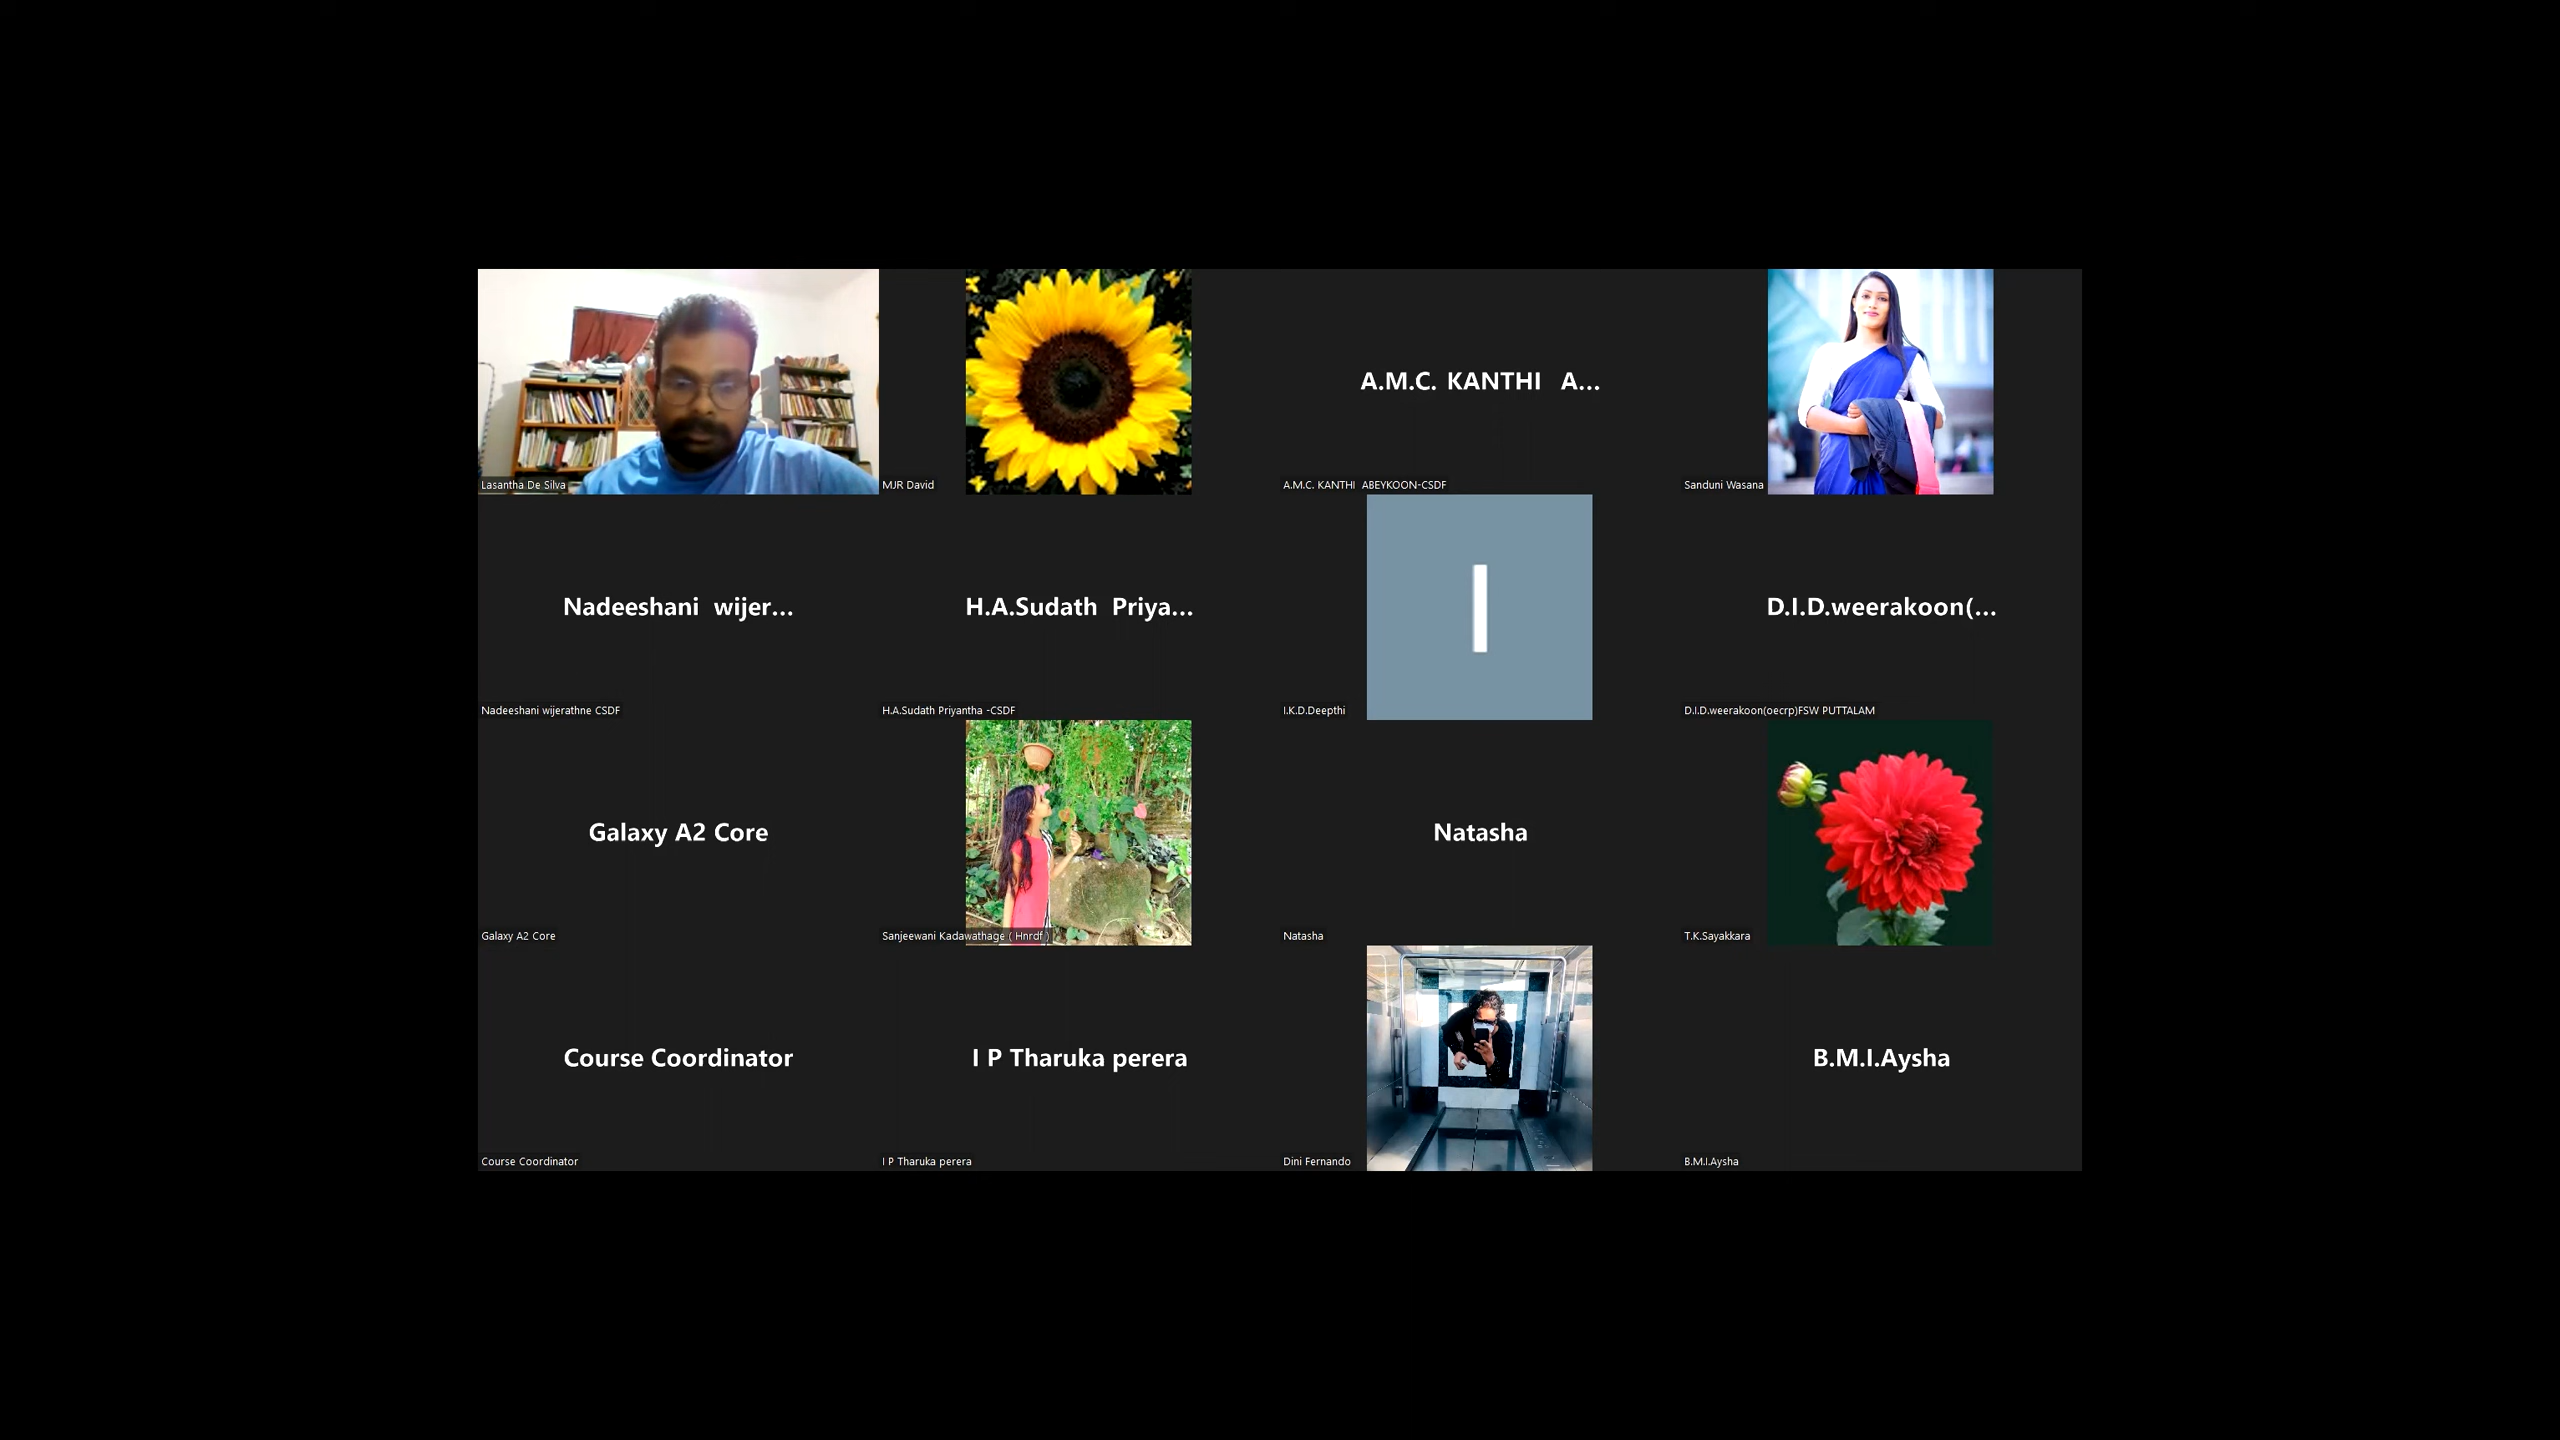 Lasantha De Silva
MJR David
A.M.C. KANTHI A...
A.M.C. KANTHI ABEYKOON-CSDF
Sanduni Wasana
Nadeeshani wijer...
Nadeeshani wijerathne CSDF
H.A.Sudath Priya...
H.A.Sudath Priyantha -CSDF
I
I.K.D.Deepthi
D.I.D.weerakoon(...
D.I.D.weerakoon(oecrp)FSW PUTTALAM
Galaxy A2 Core
Galaxy A2 Core
Sanjeewani Kadawathage ( Hnrdf )
Natasha
Natasha
T.K.Sayakkara
Course Coordinator
Course Coordinator
I P Tharuka perera
I P Tharuka perera
Dini Fernando
B.M.I.Aysha
B.M.I.Aysha